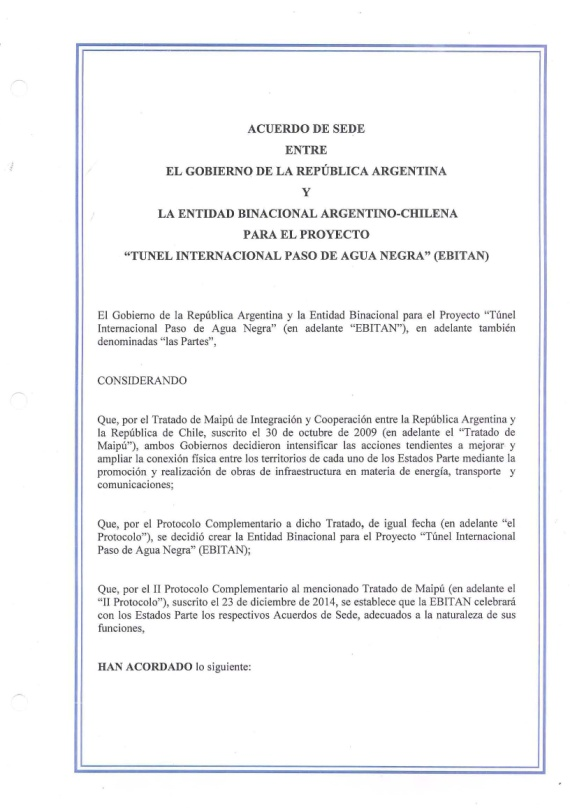 ACUERDO DE SEDE
ENTRE
EL GOBIERNO DE LA REPÚBLICA ARGENTINA
Y
LA ENTIDAD BINACIONAL ARGENTINO-CHILENA
PARA EL PROYECTO
“TUNEL INTERNACIONAL PASO DE AGUA NEGRA” (EBITAN)
El Gobierno de la República Argentina y la Entidad Binacional para el Proyecto “Túnel
Internacional Paso de Agua Negra” (en adelante “EBITAN”), en adelante también
denominadas “las Partes”,
CONSIDERANDO
Que, por el Tratado de Maipú de Integración y Cooperación entre la República Argentina y
la República de Chile, suscrito el 30 de octubre de 2009 (en adelante el “Tratado de
Maipú”), ambos Gobiernos decidieron intensificar las acciones tendientes a mejorar y
ampliar la conexión física entre los territorios de cada uno de los Estados Parte mediante la
promoción y realización de obras de infraestructura en materia de energía, transporte y
comunicaciones;
Que, por el Protocolo Complementario a dicho Tratado, de igual fecha (en adelante “el
Protocolo”), se decidió crear la Entidad Binacional para el Proyecto “Túnel Internacional
Paso de Agua Negra” (EBITAN);
Que, por el II Protocolo Complementario al mencionado Tratado de Maipú (en adelante el
“II Protocolo”), suscrito el 23 de diciembre de 2014, se establece que la EBITAN celebrará
con los Estados Parte los respectivos Acuerdos de Sede, adecuados a la naturaleza de sus
funciones,
HAN ACORDADO lo siguiente: